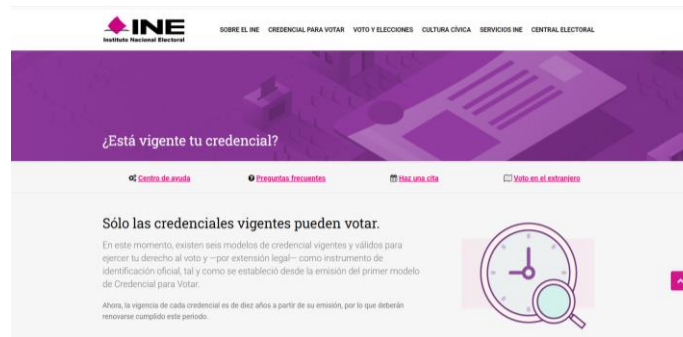 INE
Instituto Nacional Electoral
SOBRE EL INE CREDENCIAL PARA VOTAR VOTO Y ELECCIONES CULTURA CÍVICA SERVICIOS INE CENTRAL ELECTORAL
¿Está vigente tu credencial?
Centro de ayuda Preguntas frecuentes Haz una cita Voto en el extranjero
Sólo las credenciales vigentes pueden votar.
En este momento, existen seis modelos de credencial vigentes y válidos para
ejercer tu derecho al voto y —por extensión legal— como instrumento de
identificación oficial, tal y como se estableció desde la emisión del primer modelo
de Credencial para Votar.
Ahora, la vigencia de cada credencial es de diez años a partir de su emisión, por lo que deberán
renovarse cumplido este periodo.